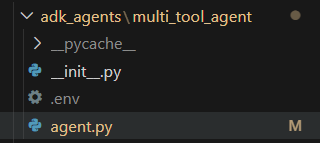 adk_agents\multi_tool_agent
__pycache__
__init__.py
.env
agent.py M